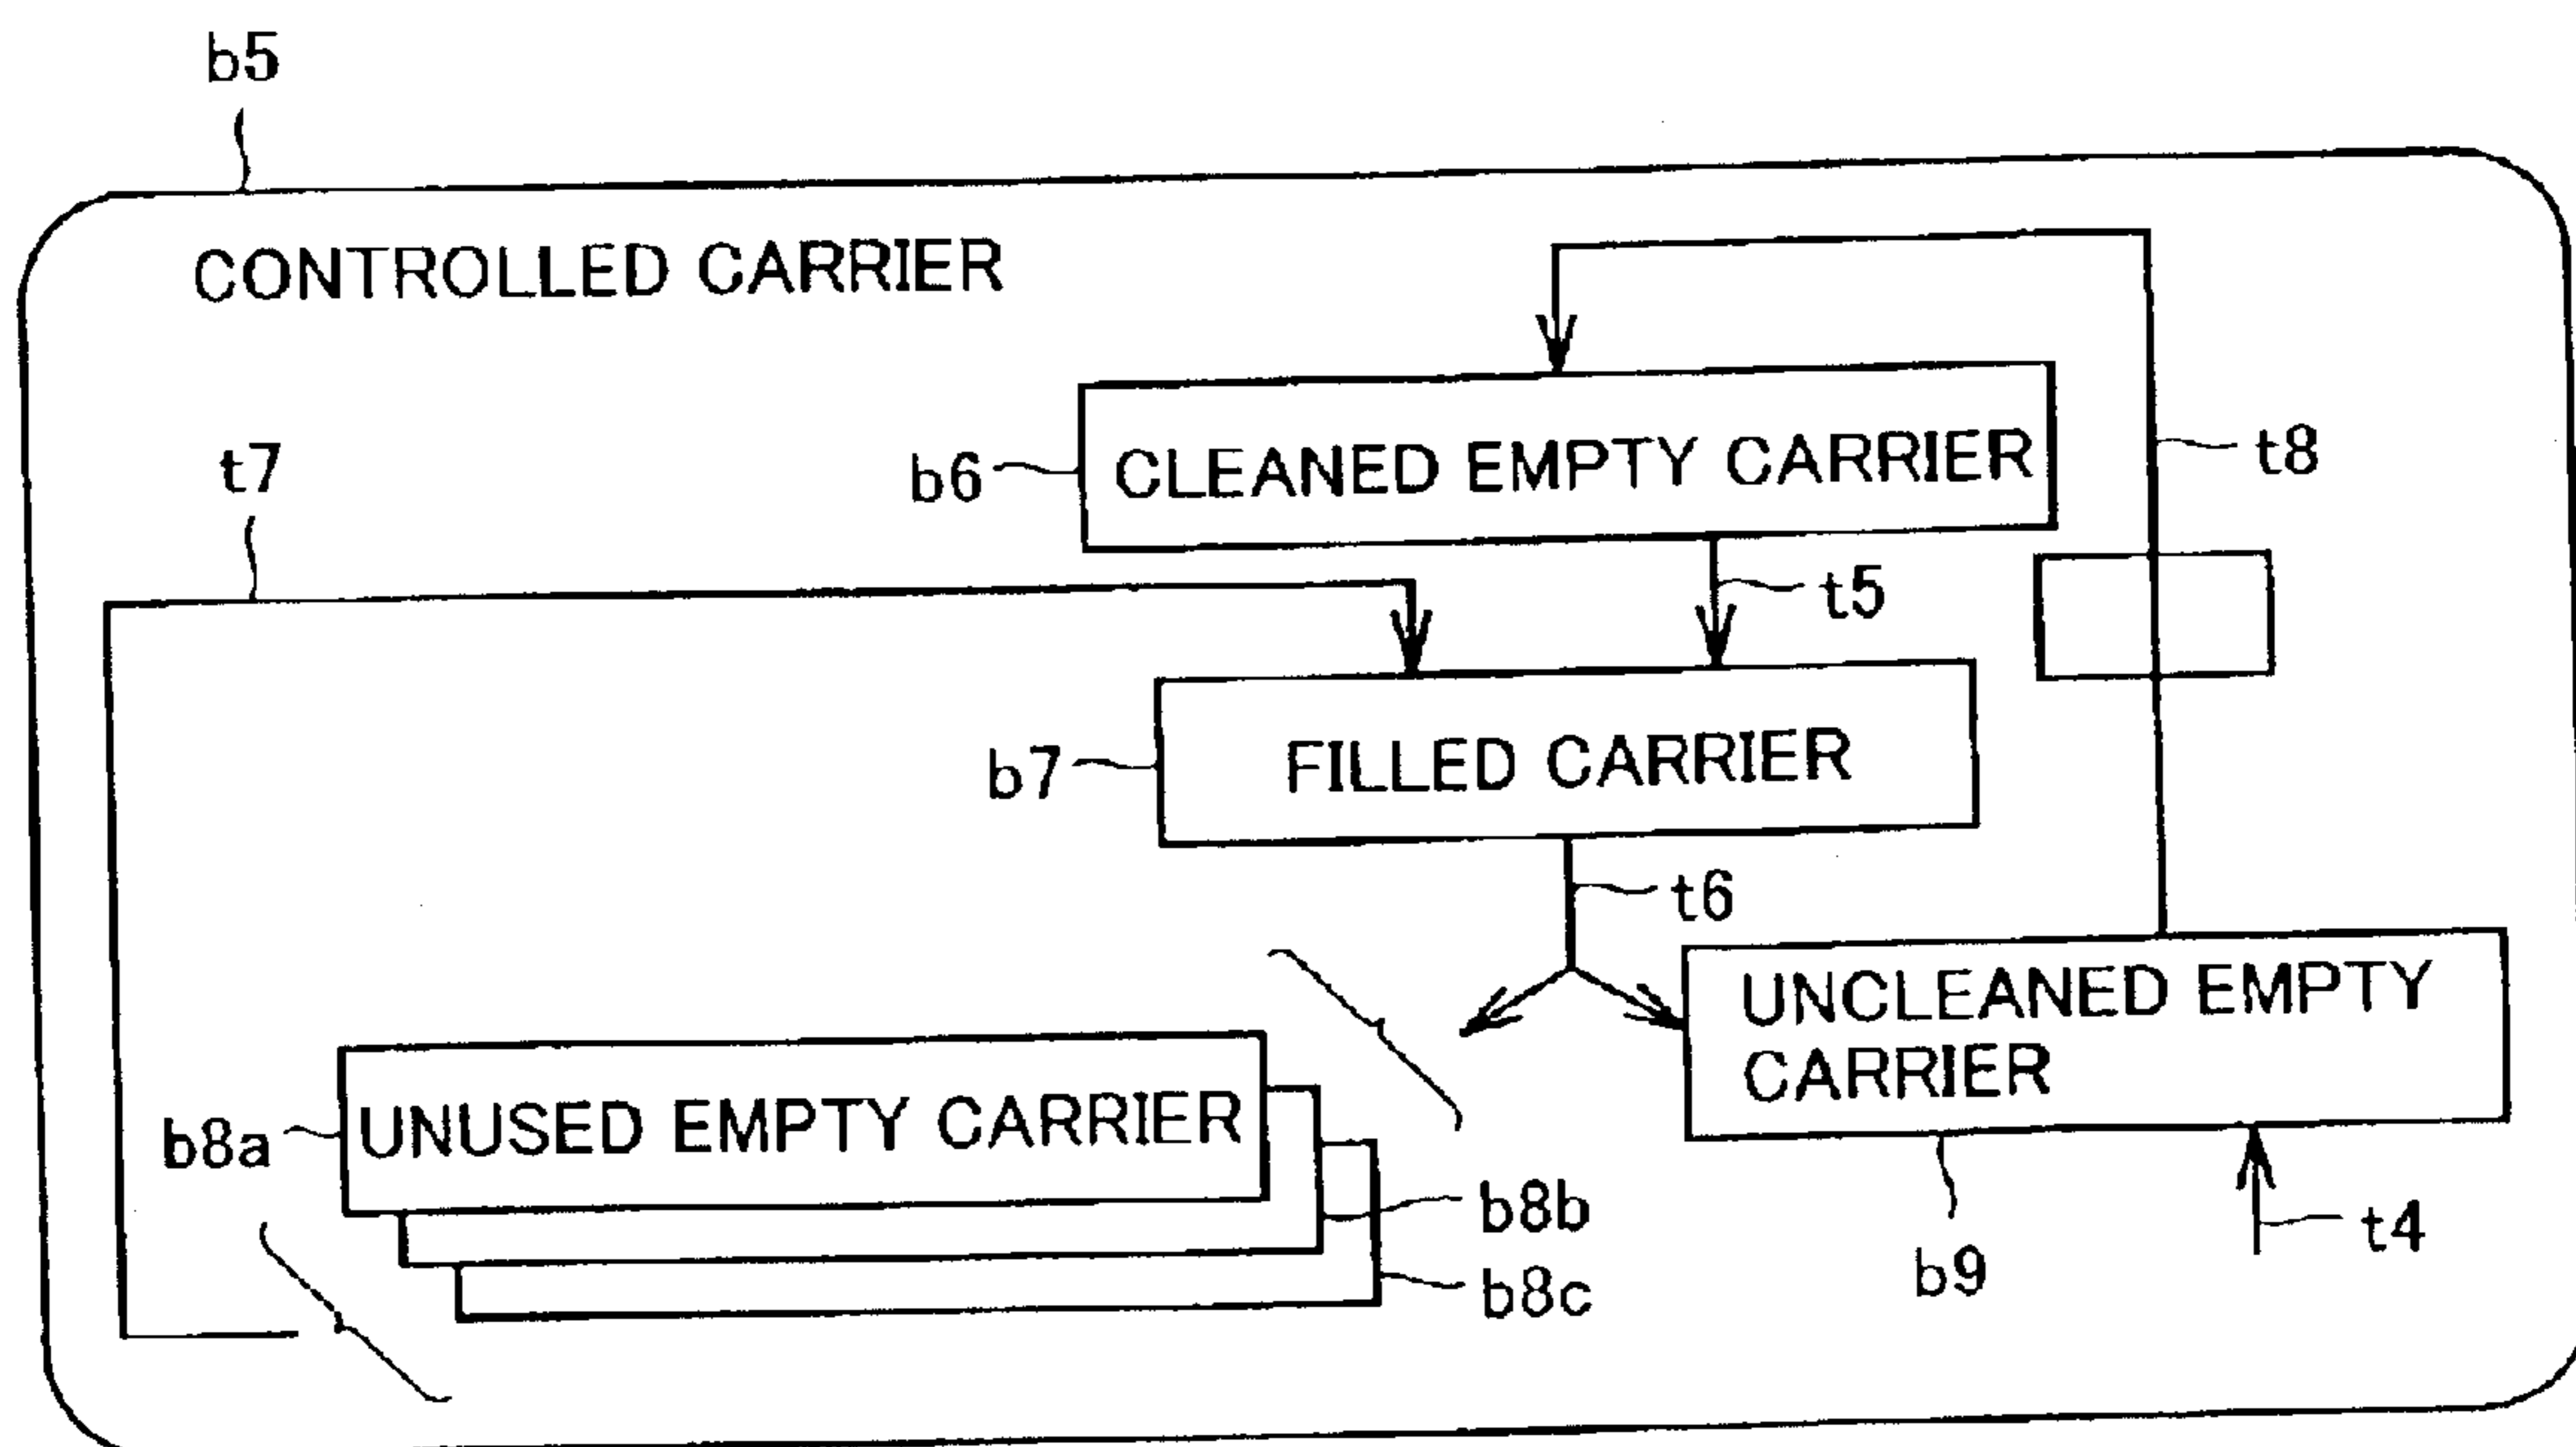 b5
CONTROLLED CARRIER
t7
b6
CLEANED EMPTY CARRIER
t8
t5
b7
FILLED CARRIER
t6
UNCLEANED EMPTY
CARRIER
b8a
UNUSED EMPTY CARRIER
b8b
b8c
b9
t4